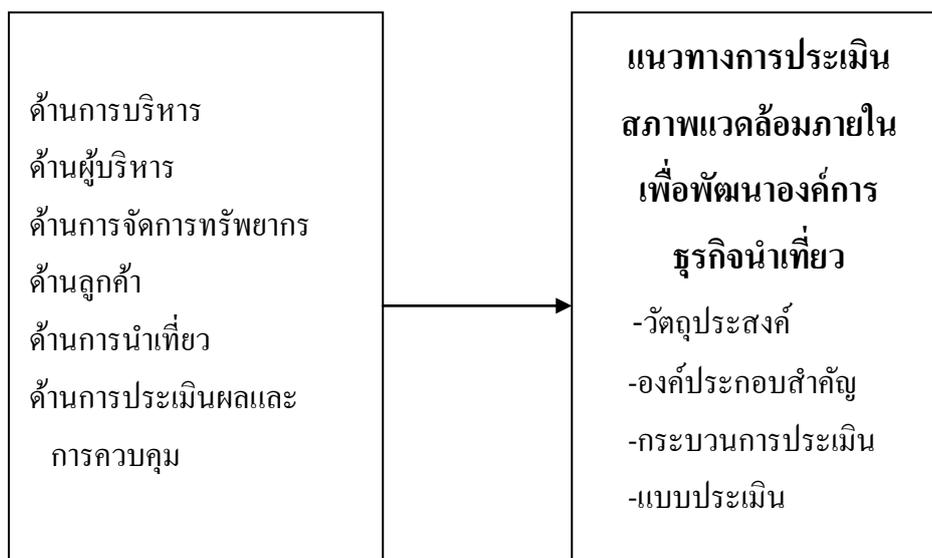 ด้านการบริหาร
ด้านผู้บริหาร
ด้านการจัดการทรัพยากร
ด้านลูกค้า
ด้านการนำเที่ยว
ด้านการประเมินผลและ
การควบคุม
แนวทางการประเมิน
สภาพแวดล้อมภายใน
เพื่อพัฒนาองค์การ
ธุรกิจนำเที่ยว
-วัตถุประสงค์
-องค์ประกอบสำคัญ
-กระบวนการประเมิน
-แบบประเมิน